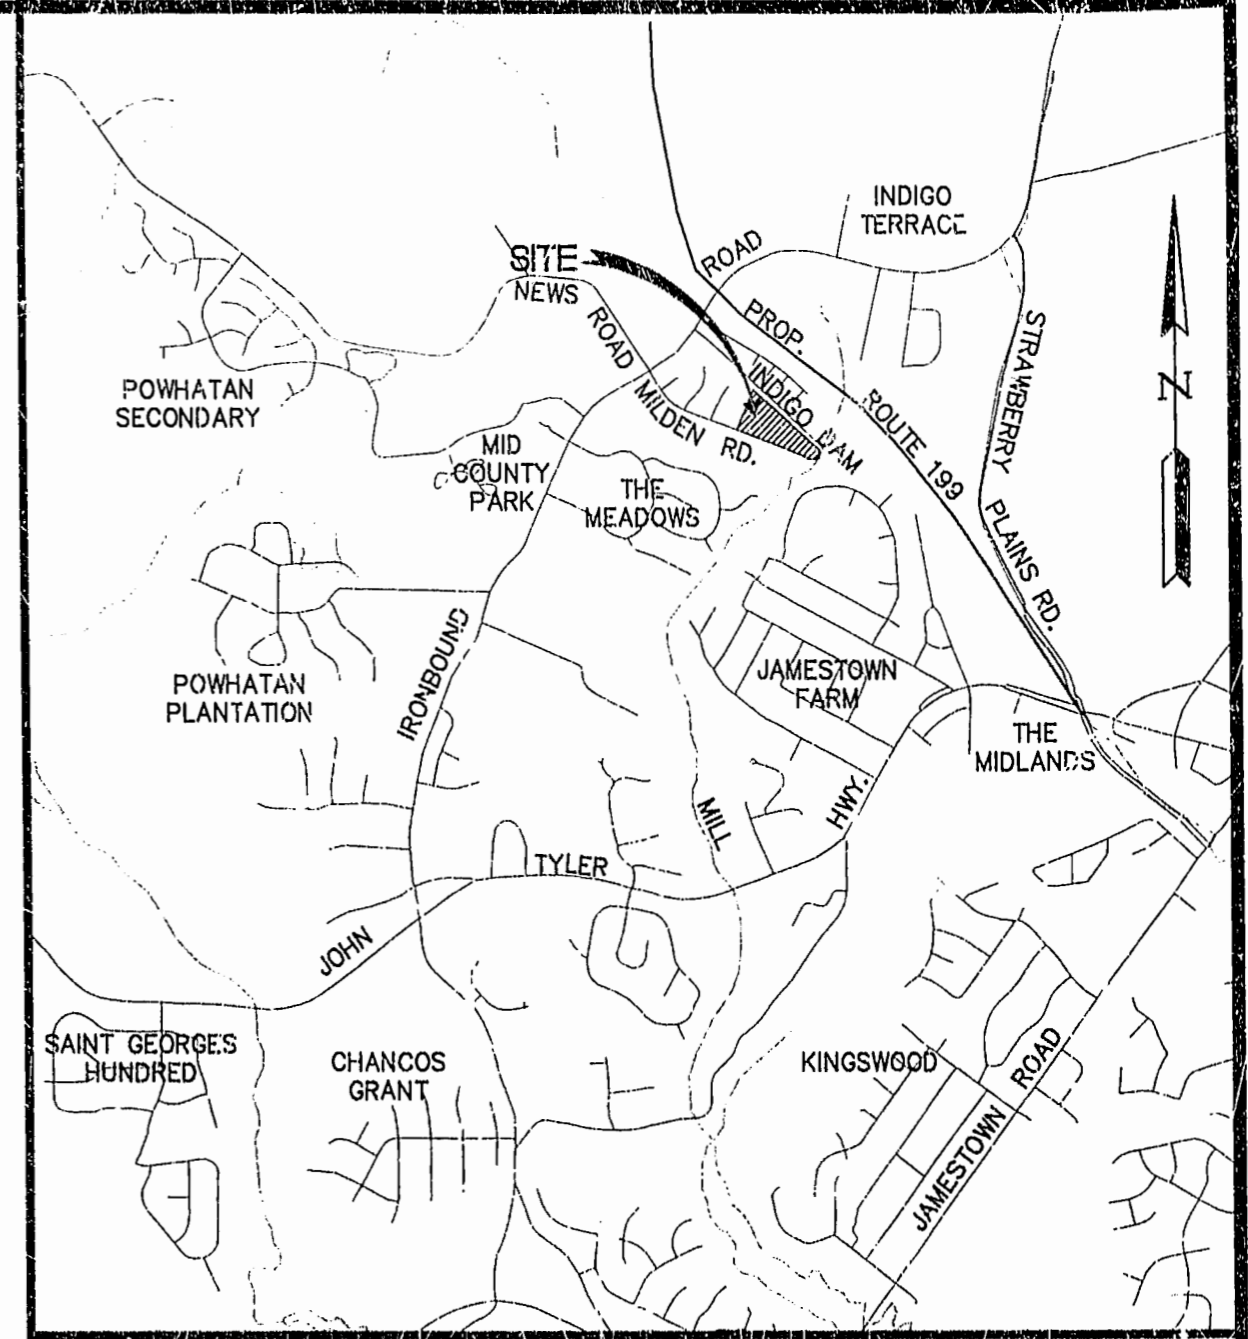 INDIGO
TERRACE
SITE
NEWS
ROAD
ROAD
PROP.
ROUTE 199
STRAWBERRY
PLAINS RD.
N
INDIGO DAM
MILDEN RD.
POWHATAN
SECONDARY
MID
COUNTY
PARK
THE
MEADOWS
IRONBOUND
JAMESTOWN
FARM
POWHATAN
PLANTATION
THE
MIDLANDS
MILL
HWY.
TYLER
JOHN
SAINT GEORGES
HUNDRED
CHANCOS
GRANT
KINGSWOOD
JAMESTOWN ROAD